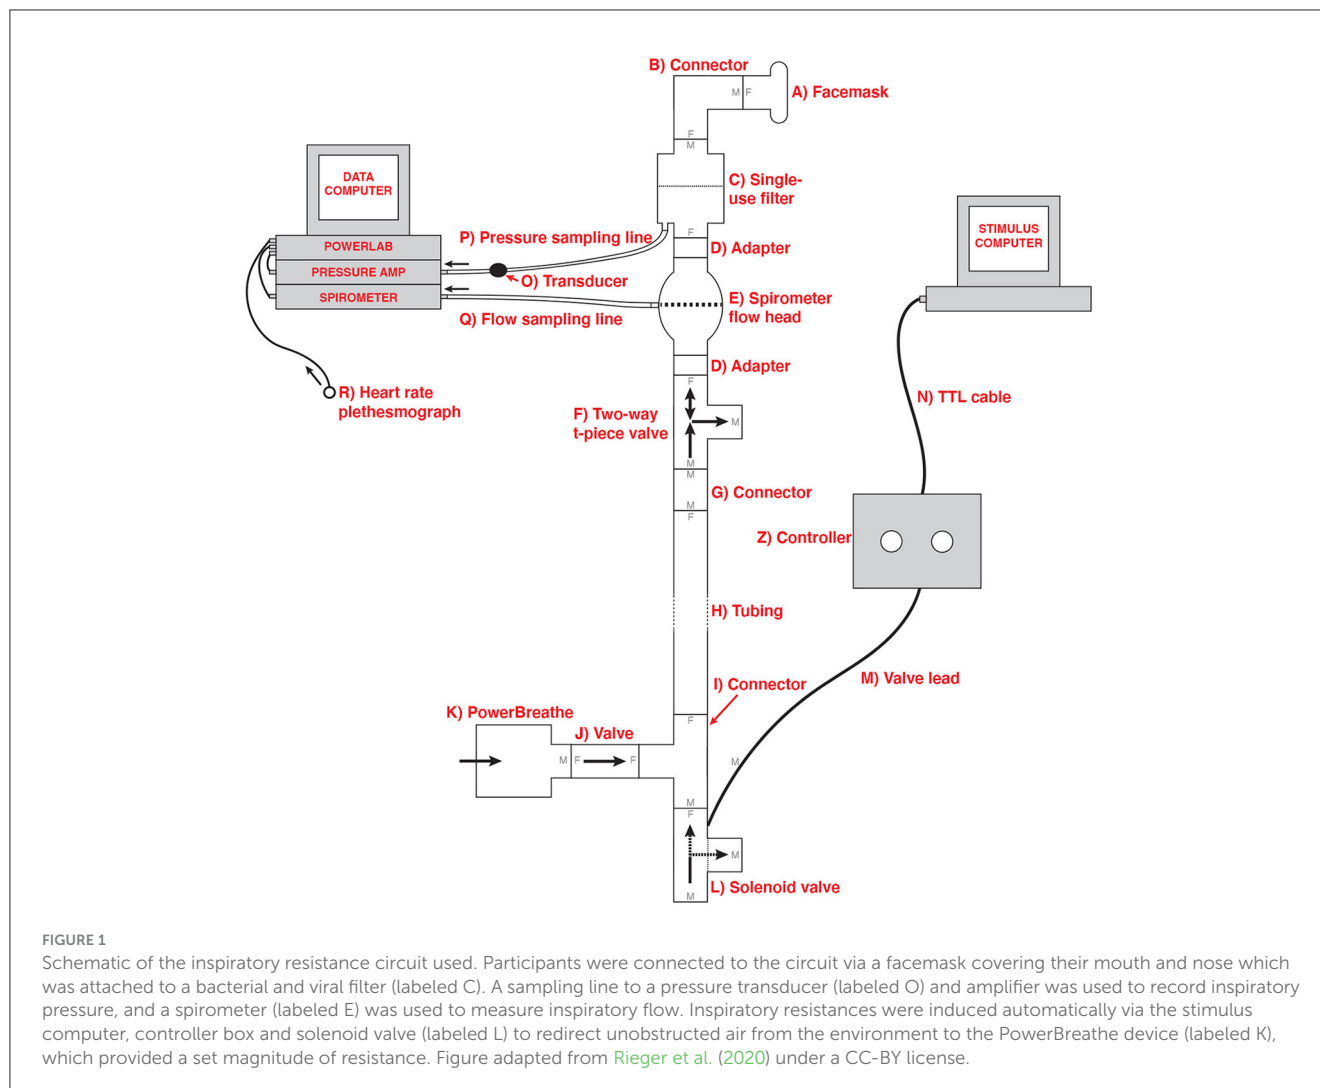 B) Connector
M F
A) Facemask
F
M
DATA
COMPUTER
C) Single-
use filter
STIMULUS
COMPUTER
P) Pressure sampling line
F
POWERLAB
D) Adapter
PRESSURE AMP
O) Transducer
SPIROMETER
E) Spirometer
flow head
Q) Flow sampling line
D) Adapter
F
R) Heart rate
plethesmograph
N) TTL cable
F) Two-way
t-piece valve
M
M
M
G) Connector
M
F
Z) Controller
H) Tubing
I) Connector
M) Valve lead
K) PowerBreathe
F
J) Valve
M F F
M
M
F
M
L) Solenoid valve
M
FIGURE 1
Schematic of the inspiratory resistance circuit used. Participants were connected to the circuit via a facemask covering their mouth and nose which
was attached to a bacterial and viral filter (labeled C). A sampling line to a pressure transducer (labeled O) and amplifier was used to record inspiratory
pressure, and a spirometer (labeled E) was used to measure inspiratory flow. Inspiratory resistances were induced automatically via the stimulus
computer, controller box and solenoid valve (labeled L) to redirect unobstructed air from the environment to the PowerBreathe device (labeled K),
which provided a set magnitude of resistance. Figure adapted from Rieger et al. (2020) under a CC-BY license.